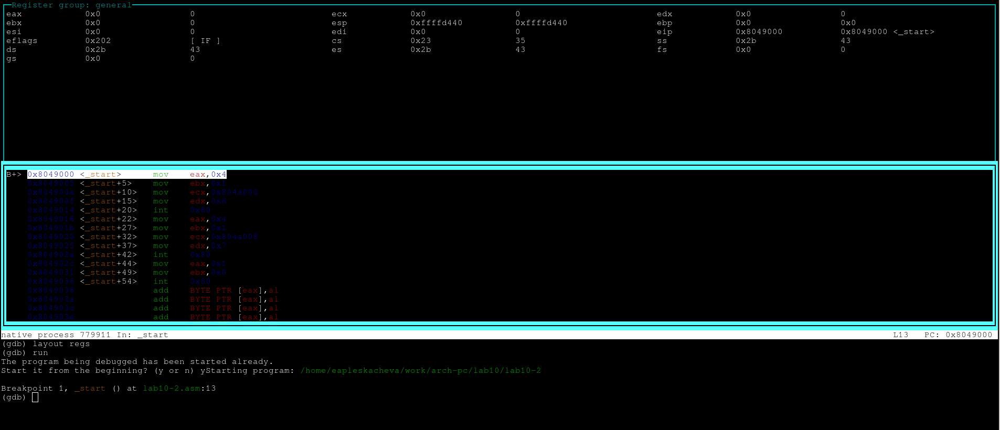 Register group: general
eax 0x0 0 ecx 0x0 0 edx 0x0 0
ebx 0x0 0 esp 0xffffd440 0xffffd440 ebp 0x0 0x0
esi 0x0 0 edi 0x0 0 eip 0x8049000 0x8049000 <_start>
eflags 0x202 [ IF ] cs 0x23 35 ss 0x2b 43
ds 0x2b 43 es 0x2b 43 fs 0x0 0
gs 0x0 0
B+> 0x8049000 <_start> mov eax,0x4
0x8049005 <_start+5> mov ebx,0x1
0x804900a <_start+10> mov ecx,0x804a000
0x804900f <_start+15> mov edx,0x8
0x8049014 <_start+20> int 0x80
0x8049016 <_start+22> mov eax,0x4
0x804901b <_start+27> mov ebx,0x1
0x8049020 <_start+32> mov ecx,0x804a008
0x8049025 <_start+37> mov edx,0x7
0x804902a <_start+42> int 0x80
0x804902c <_start+44> mov eax,0x1
0x8049031 <_start+49> mov ebx,0x0
0x8049036 <_start+54> int 0x80
0x8049038 add BYTE PTR [eax],al
0x804903a add BYTE PTR [eax],al
0x804903c add BYTE PTR [eax],al
0x804903e add BYTE PTR [eax],al
native process 779911 In: _start L13 PC: 0x8049000
(gdb) layout regs
(gdb) run
The program being debugged has been started already.
Start it from the beginning? (y or n) yStarting program: /home/eapleskacheva/work/arch-pc/lab10/lab10-2
Breakpoint 1, _start () at lab10-2.asm:13
(gdb)